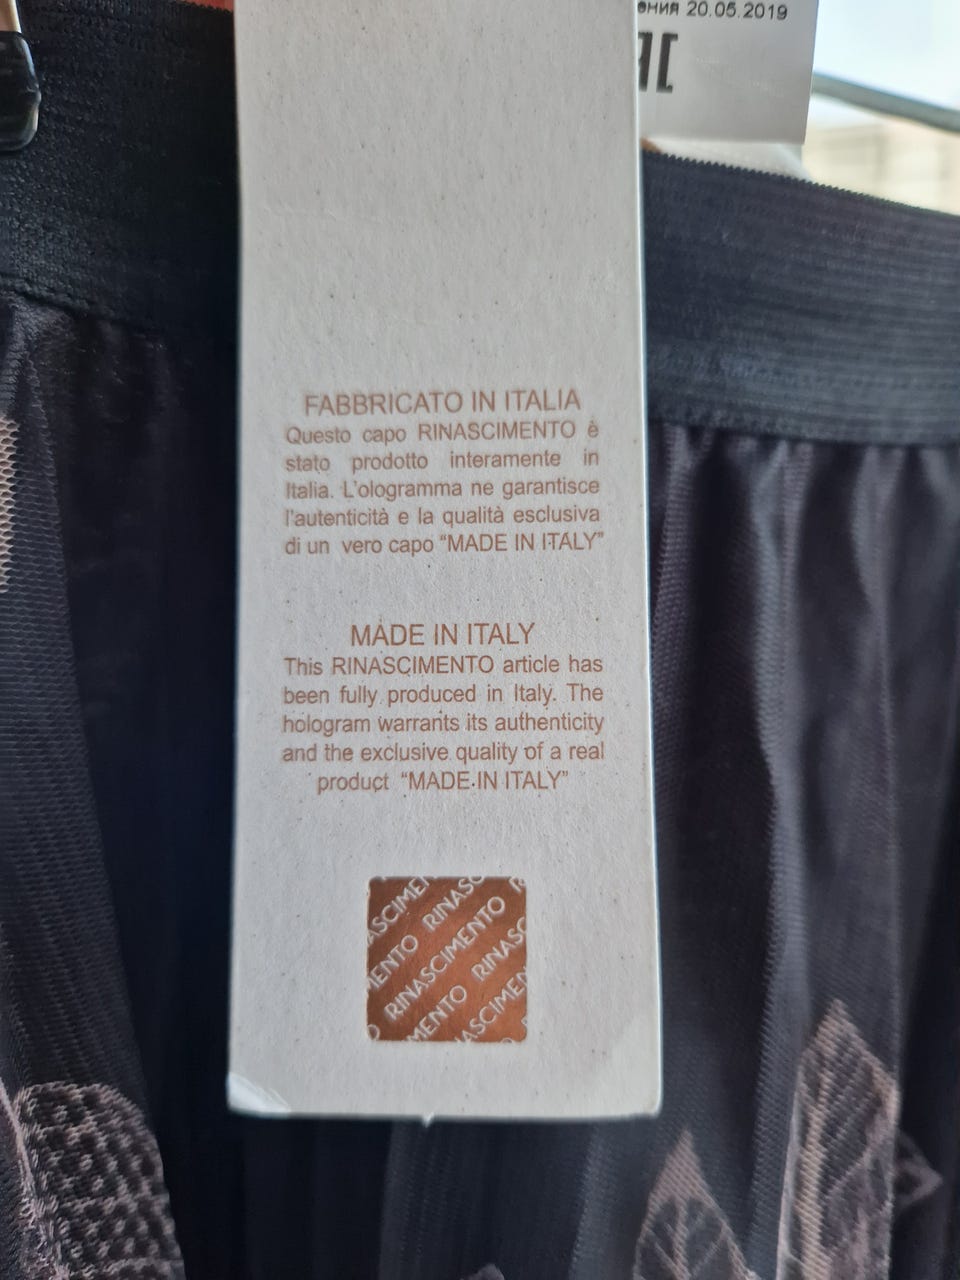 20.05.2019
EAC
FABBRICATO IN ITALIA
Questo capo RINASCIMENTO è
stato prodotto interamente in
Italia. L'ologramma ne garantisce
l'autenticità e la qualità esclusiva
di un vero capo "MADE IN ITALY"
MADE IN ITALY
This RINASCIMENTO article has
been fully produced in Italy. The
hologram warrants its authenticity
and the exclusive quality of a real
product "MADE IN ITALY"
RINASCIMENTO